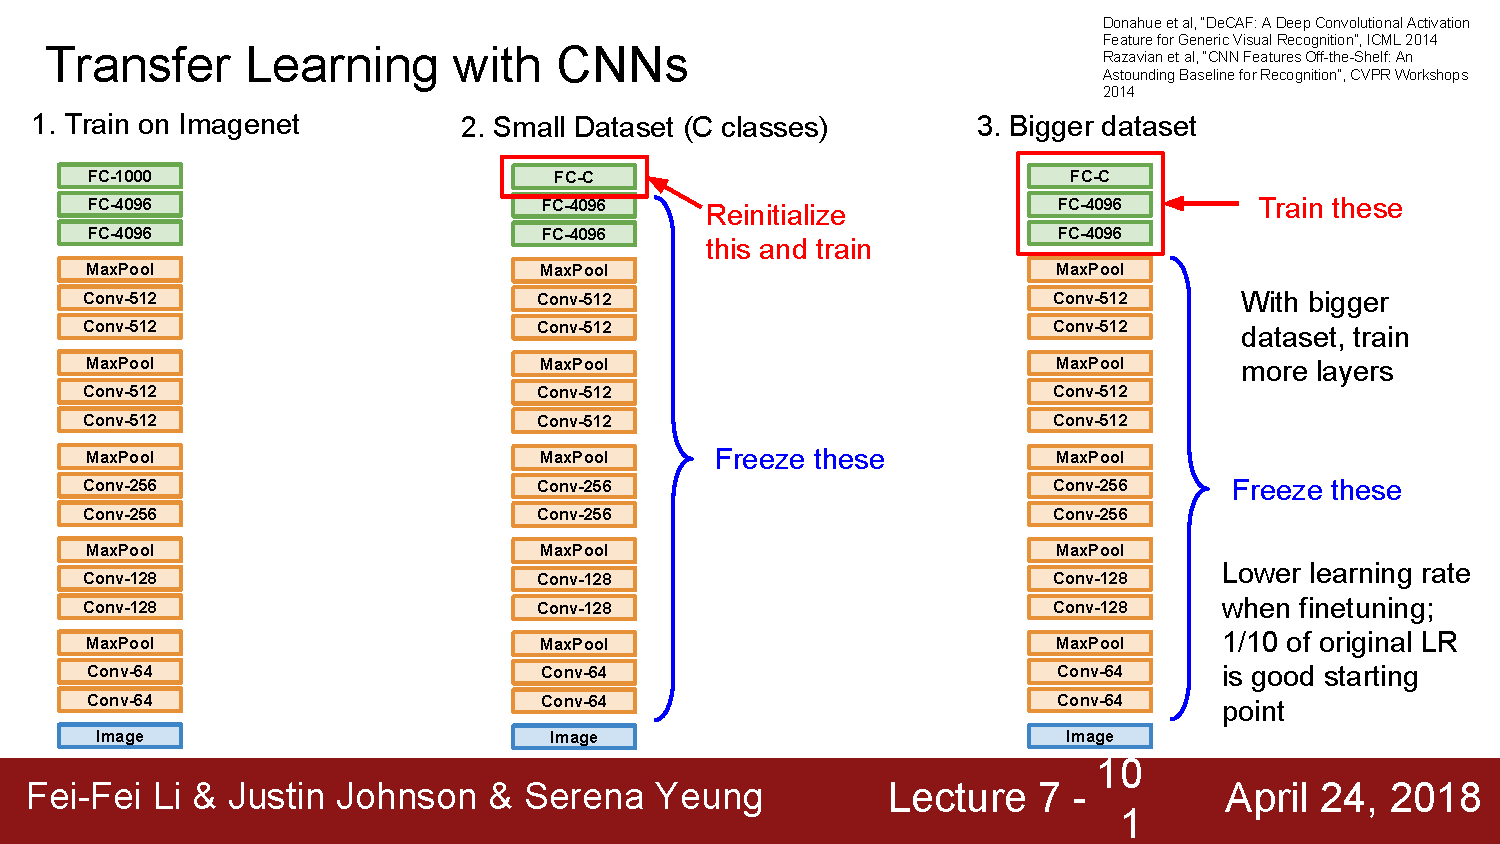 Donahue et al, "DeCAF: A Deep Convolutional Activation
Feature for Generic Visual Recognition", ICML 2014
Razavian et al, "CNN Features Off-the-Shelf: An
Astounding Baseline for Recognition", CVPR Workshops
2014
Transfer Learning with CNNs
1. Train on Imagenet
FC-1000
FC-4096
FC-4096
MaxPool
Conv-512
Conv-512
MaxPool
Conv-512
Conv-512
MaxPool
Conv-256
Conv-256
MaxPool
Conv-128
Conv-128
MaxPool
Conv-64
Conv-64
Image
2. Small Dataset (C classes)
FC-C
FC-4096
FC-4096
MaxPool
Conv-512
Conv-512
MaxPool
Conv-512
Conv-512
MaxPool
Conv-256
Conv-256
MaxPool
Conv-128
Conv-128
MaxPool
Conv-64
Conv-64
Image
Reinitialize
this and train
Freeze these
3. Bigger dataset
FC-C
FC-4096
FC-4096
MaxPool
Conv-512
Conv-512
MaxPool
Conv-512
Conv-512
MaxPool
Conv-256
Conv-256
MaxPool
Conv-128
Conv-128
MaxPool
Conv-64
Conv-64
Image
Train these
With bigger
dataset, train
more layers
Freeze these
Lower learning rate
when finetuning;
1/10 of original LR
is good starting
point
Fei-Fei Li & Justin Johnson & Serena Yeung
Lecture 7 - 10
1
April 24, 2018